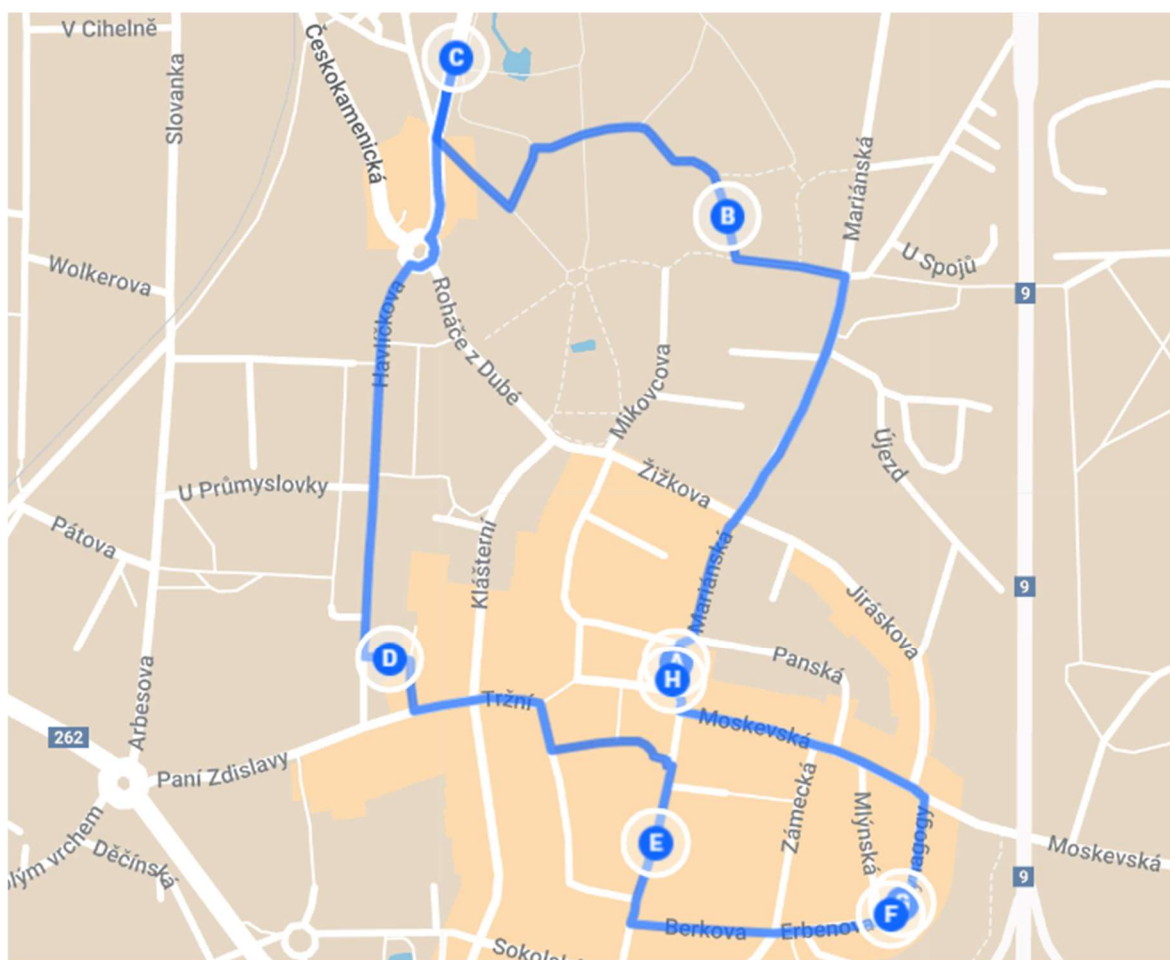 V Cihelně
Slovanka
Českokamenická
C
Mariánská
B
U Spojů
Wolkerova
9
Havlíčkova
Roháče z Dubé
Mikovcova
Újezd
Žižkova
U Průmyslovky
Pátova
Klášterní
Mariánská
9
Jiráskova
D
A
H
Panská
Arbesova
Tržní
Moskevská
262
Paní Zdislavy
Zámecká
Mlýnská
Moskevská
Děčínská
E
9
G
F
Berkova
Erbenova